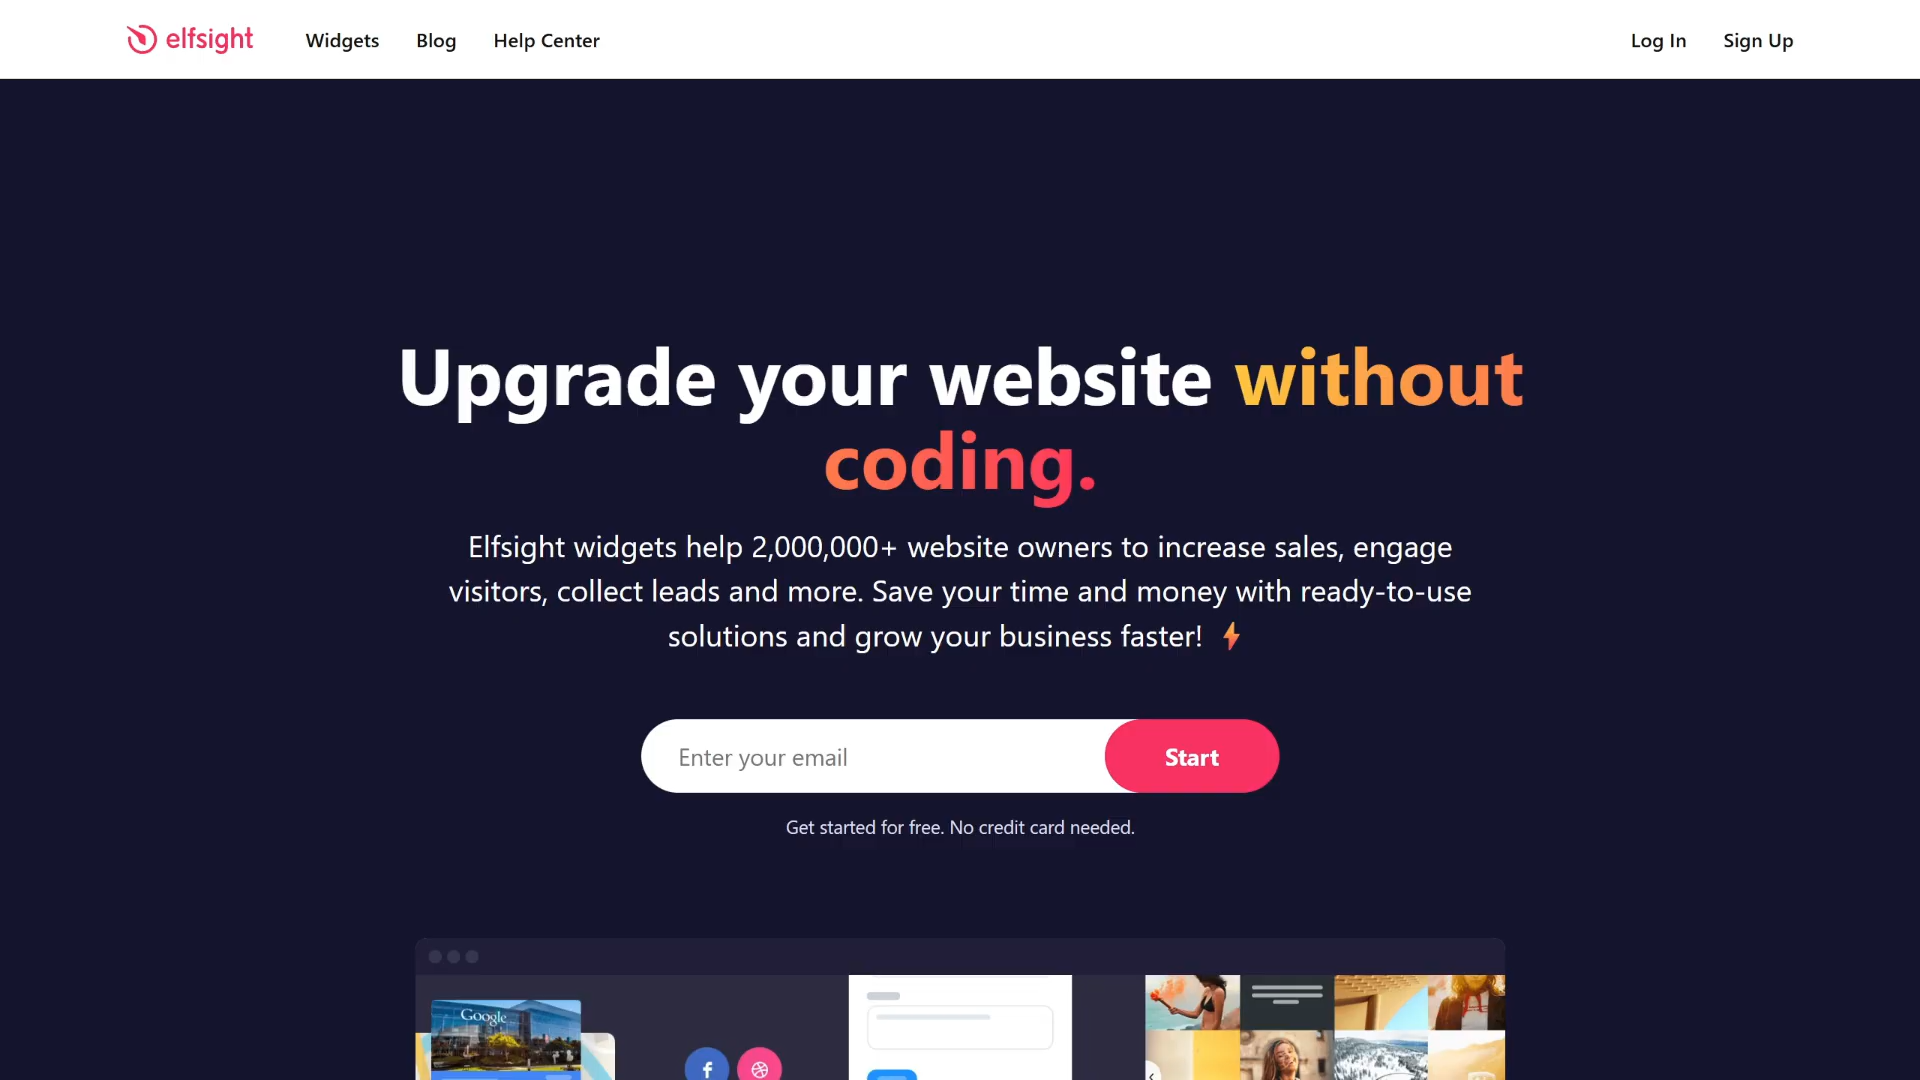 elfsight
Widgets
Blog
Help Center
Log In
Sign Up
Upgrade your website without
coding.
Elfsight widgets help 2,000,000+ website owners to increase sales, engage
visitors, collect leads and more. Save your time and money with ready-to-use
solutions and grow your business faster!
Enter your email
Start
Get started for free. No credit card needed.
Google